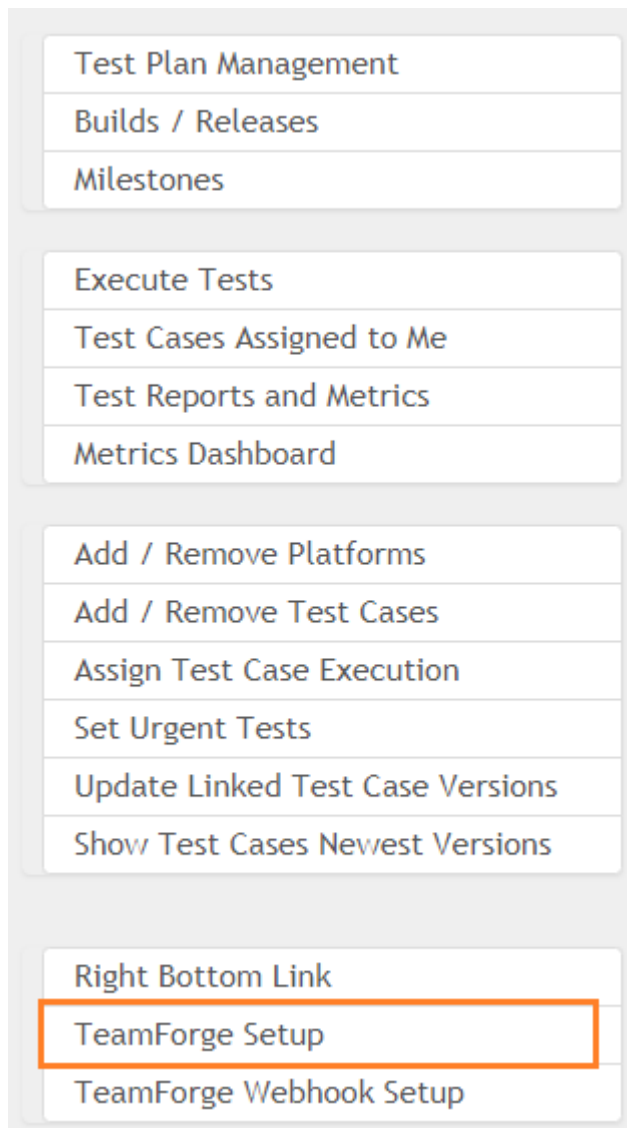 Test Plan Management
Builds / Releases
Milestones
Execute Tests
Test Cases Assigned to Me
Test Reports and Metrics
Metrics Dashboard
Add / Remove Platforms
Add / Remove Test Cases
Assign Test Case Execution
Set Urgent Tests
Update Linked Test Case Versions
Show Test Cases Newest Versions
Right Bottom Link
TeamForge Setup
TeamForge Webhook Setup